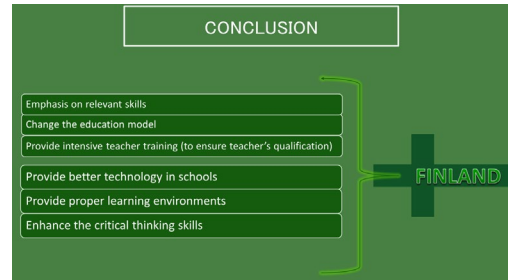 CONCLUSION
Emphasis on relevant skills
Change the education model
Provide intensive teacher training (to ensure teacher's qualification)
Provide better technology in schools
Provide proper learning environments
Enhance the critical thinking skills
FINLAND